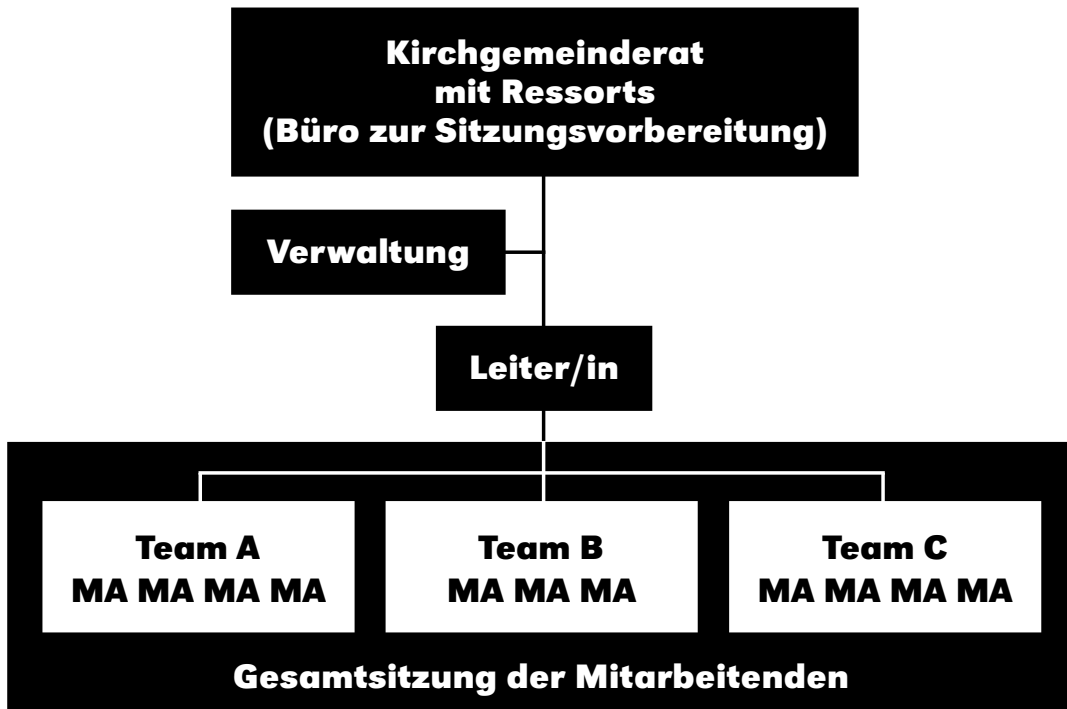 Kirchgemeinderat
mit Ressorts
(Büro zur Sitzungsvorbereitung)
Verwaltung
Leiter/in
Team A
MA MA MA MA
Team B
MA MA MA
Team C
MA MA MA MA
Gesamtsitzung der Mitarbeitenden